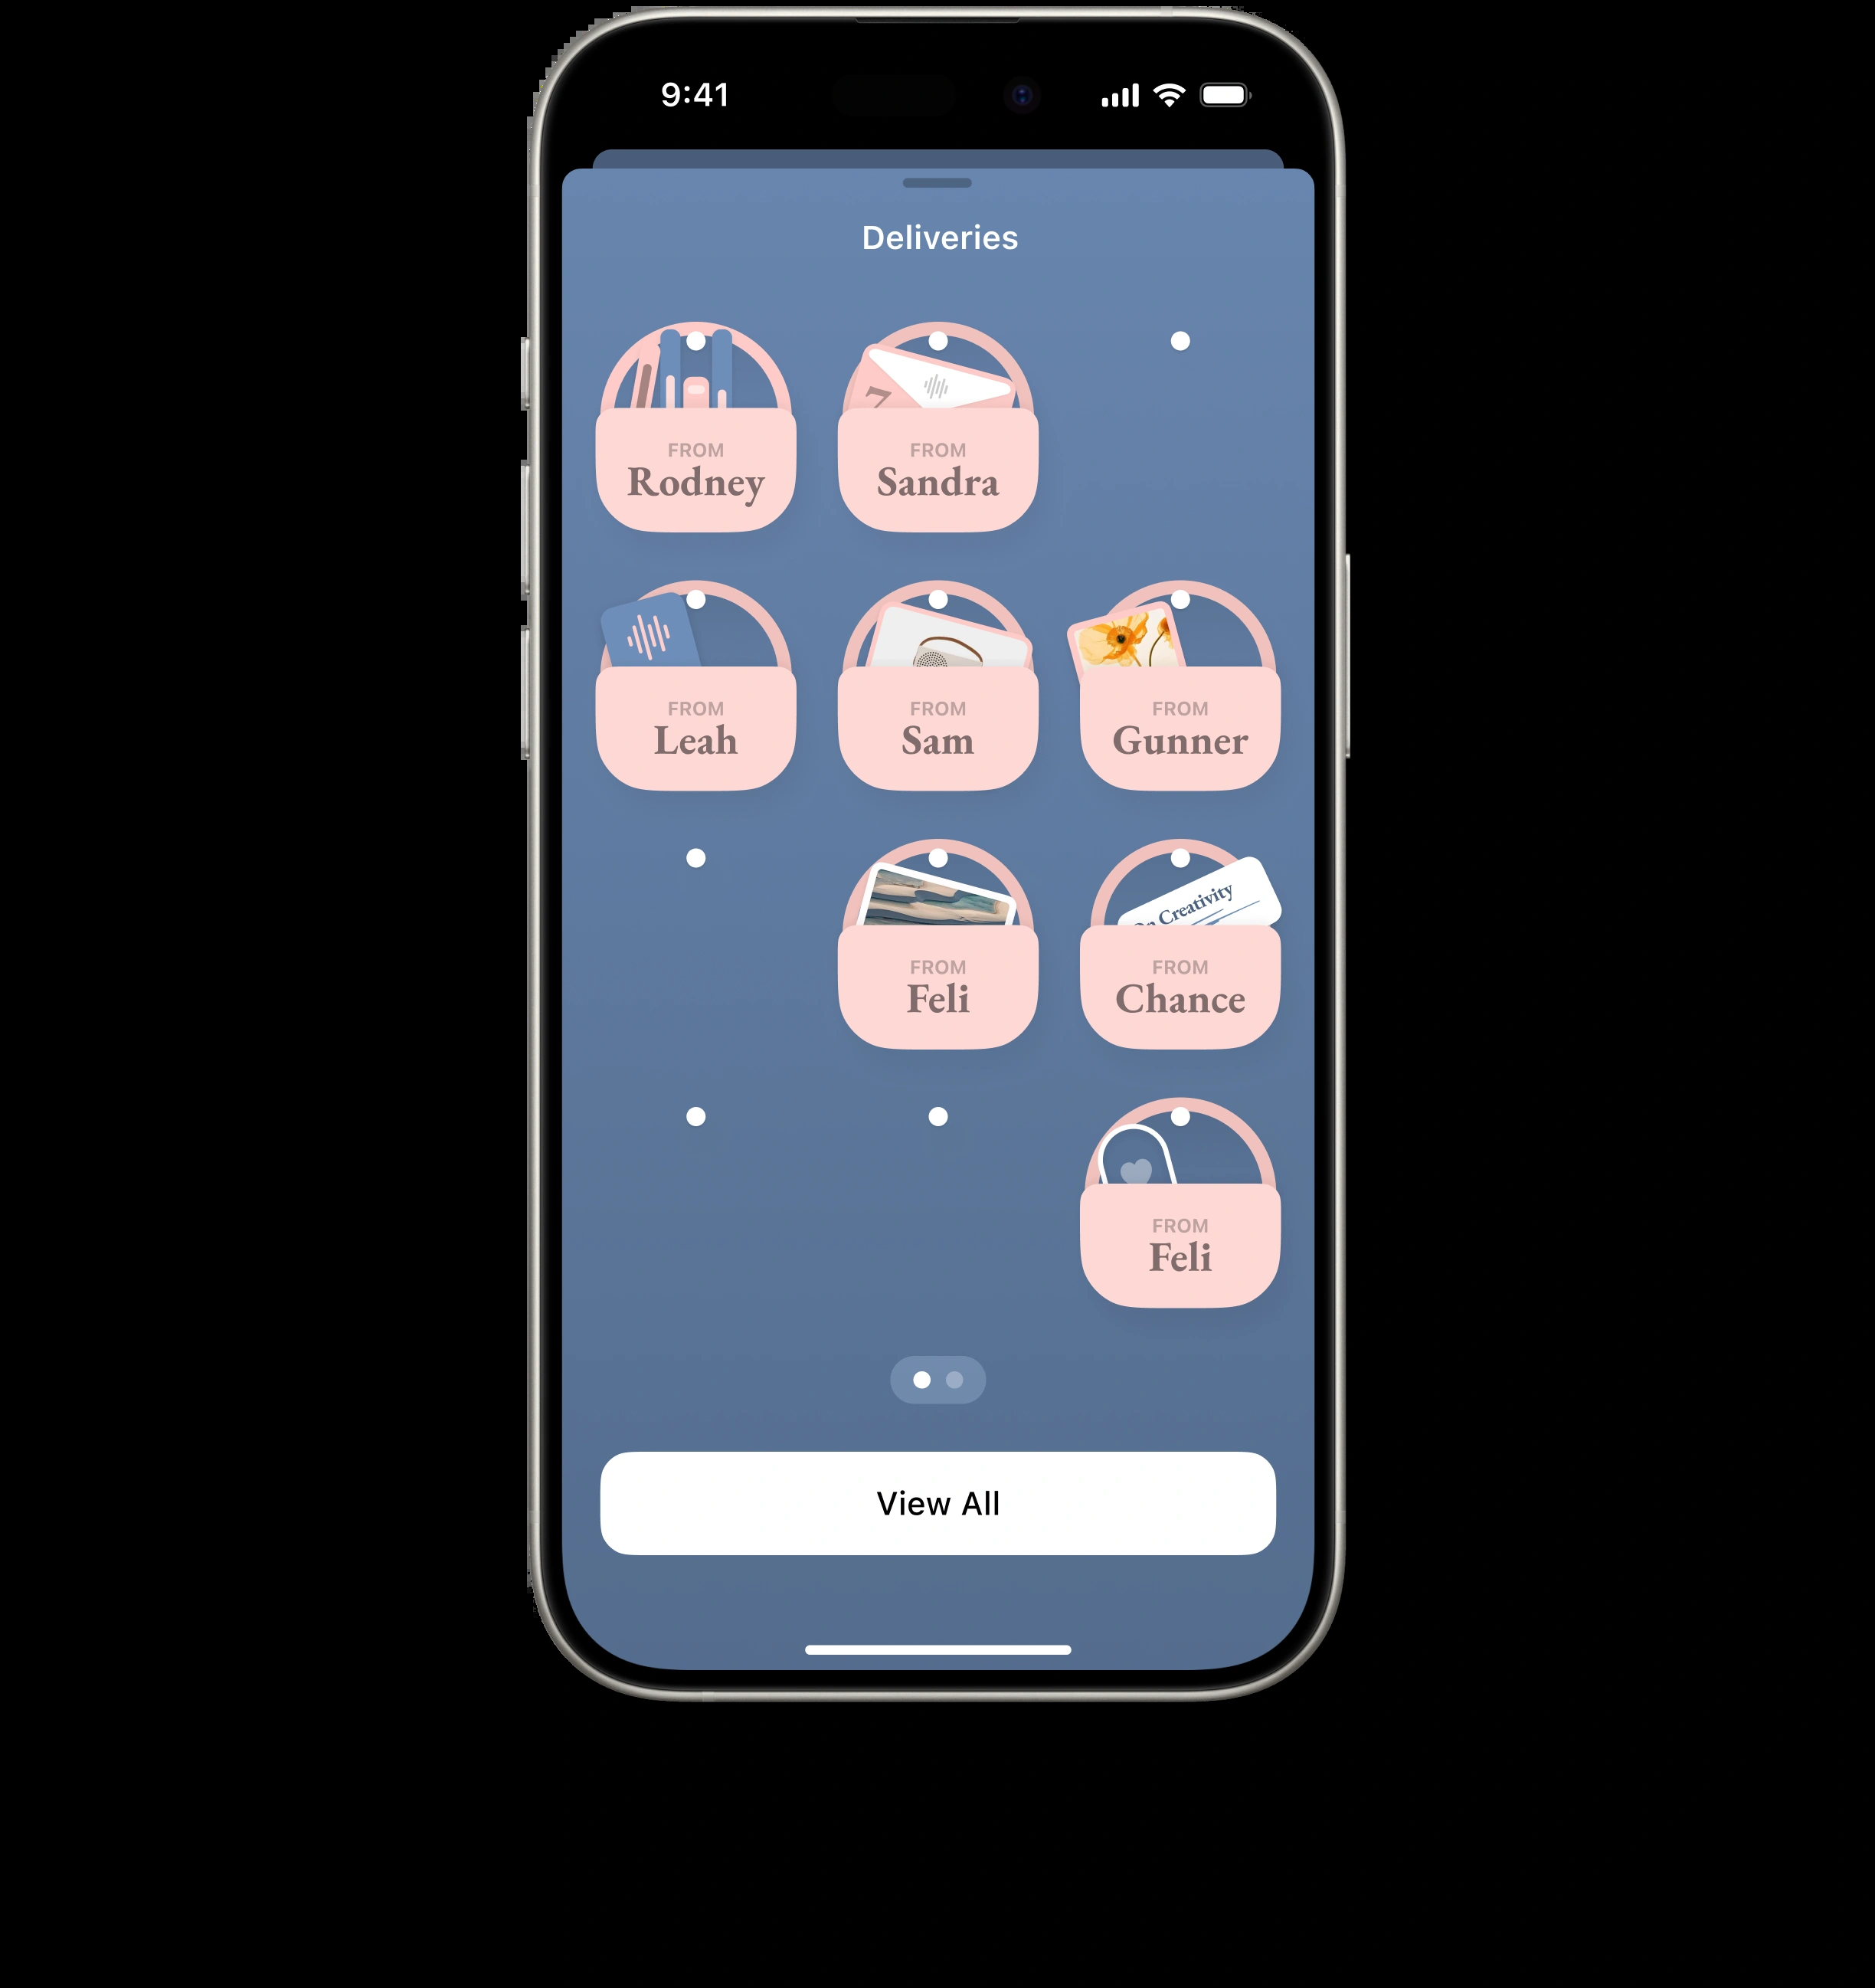 9:41
Deliveries
FROM
Rodney
FROM
Sandra
7
FROM
Leah
FROM
Sam
FROM
Gunner
FROM
Feli
Creativity
FROM
Chance
FROM
Feli
View All